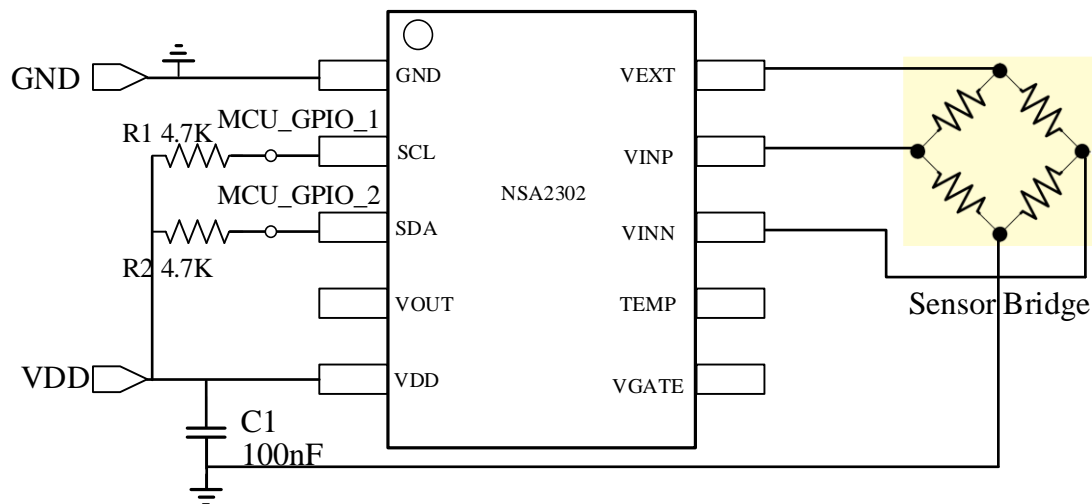 GND
GND
VEXT
R1 4.7K
MCU_GPIO_1
SCL
VINP
MCU_GPIO_2
NSA2302
SDA
VINN
R2 4.7K
VOUT
TEMP
Sensor Bridge
VDD
VDD
VGATE
C1
100nF